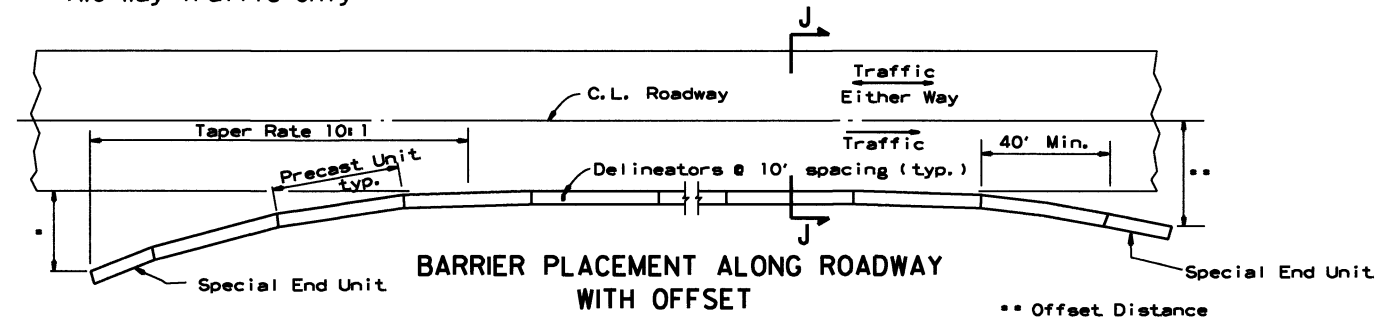 Two Way Traffic Only
J
Traffic
Either Way
C.L. Roadway
Taper Rate 10:1
Traffic
40' Min.
Precast Unit
typ.
Delineators @ 10' spacing (typ.)
**
*
J
BARRIER PLACEMENT ALONG ROADWAY
WITH OFFSET
Special End Unit
Special End Unit
** Offset Distance